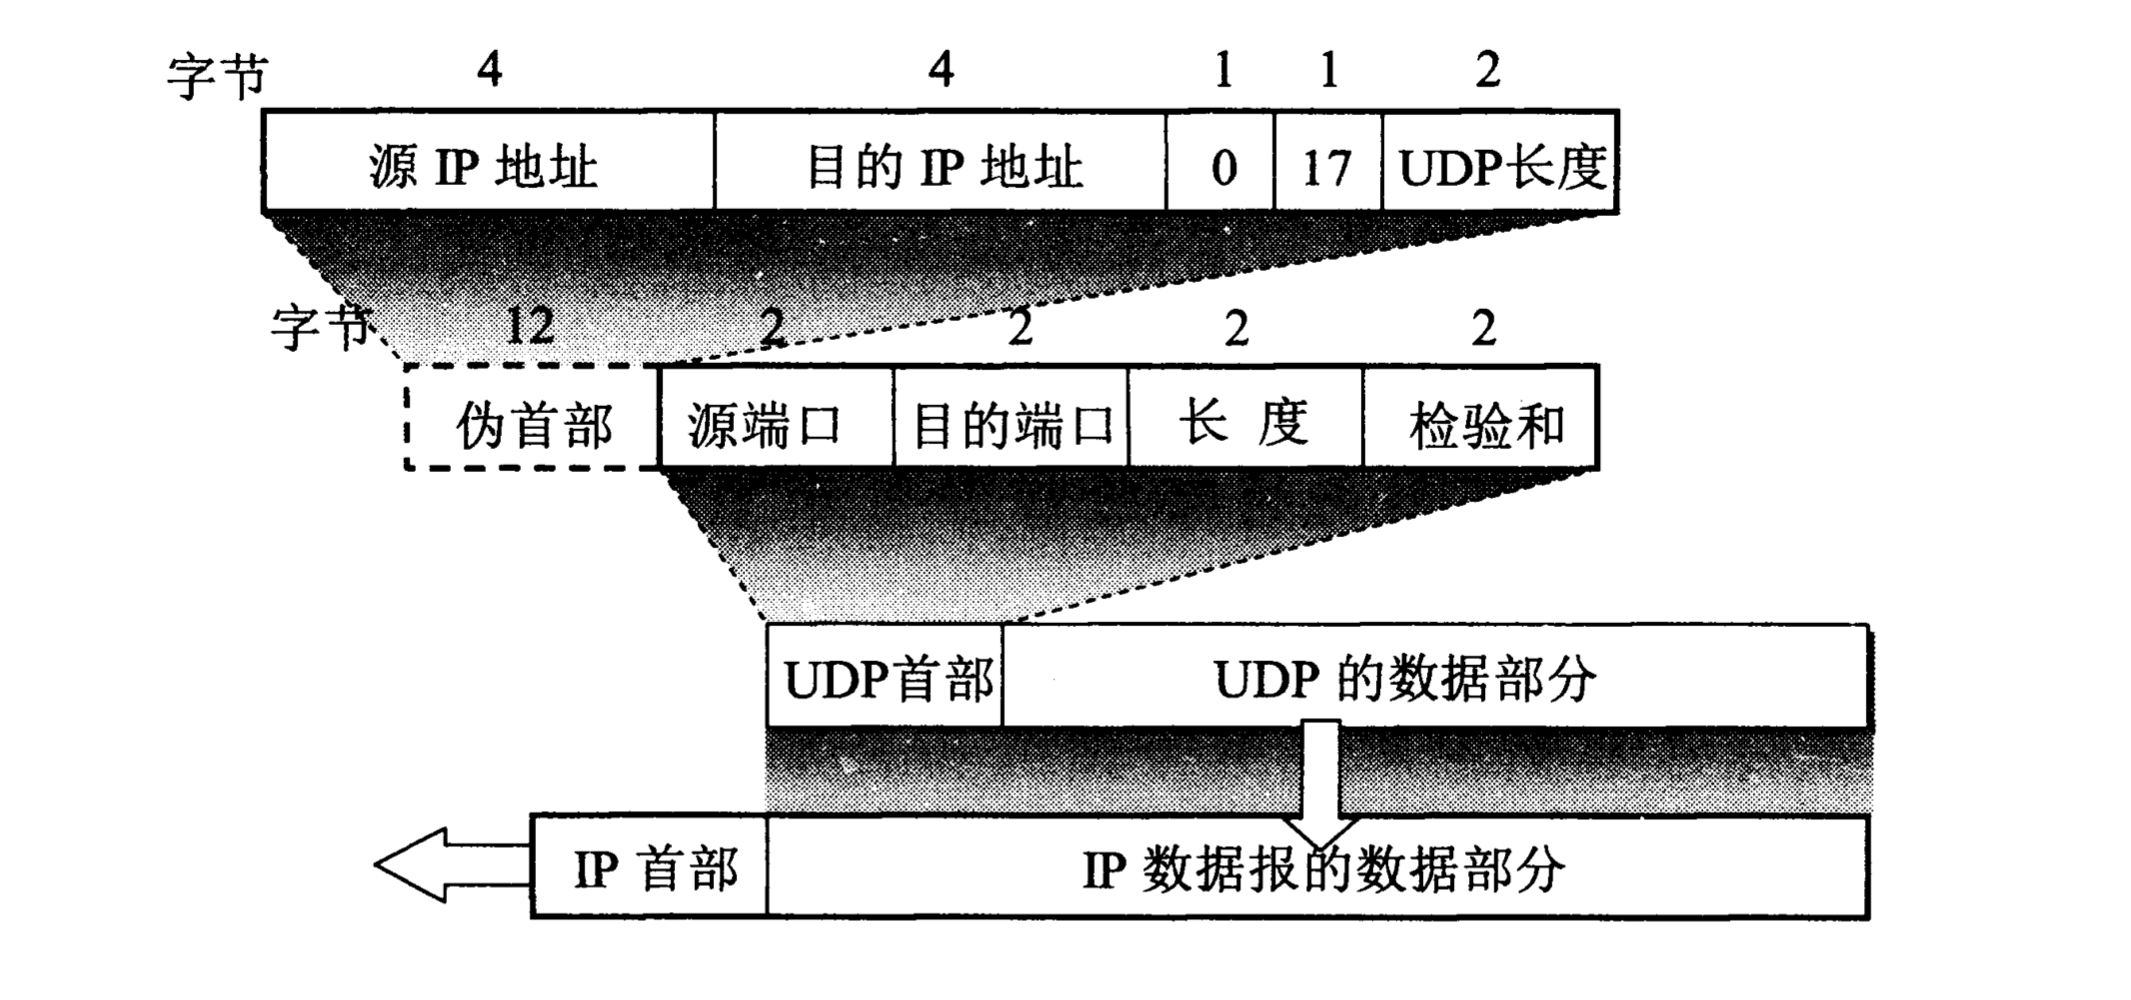 字节 4 4 1 1 2
源 IP 地址 目的 IP 地址 0 17 UDP长度
字节 12 2 2 2 2
伪首部 源端口 目的端口 长 度 检验和
UDP首部 UDP 的数据部分
IP 首部 IP 数据报的数据部分